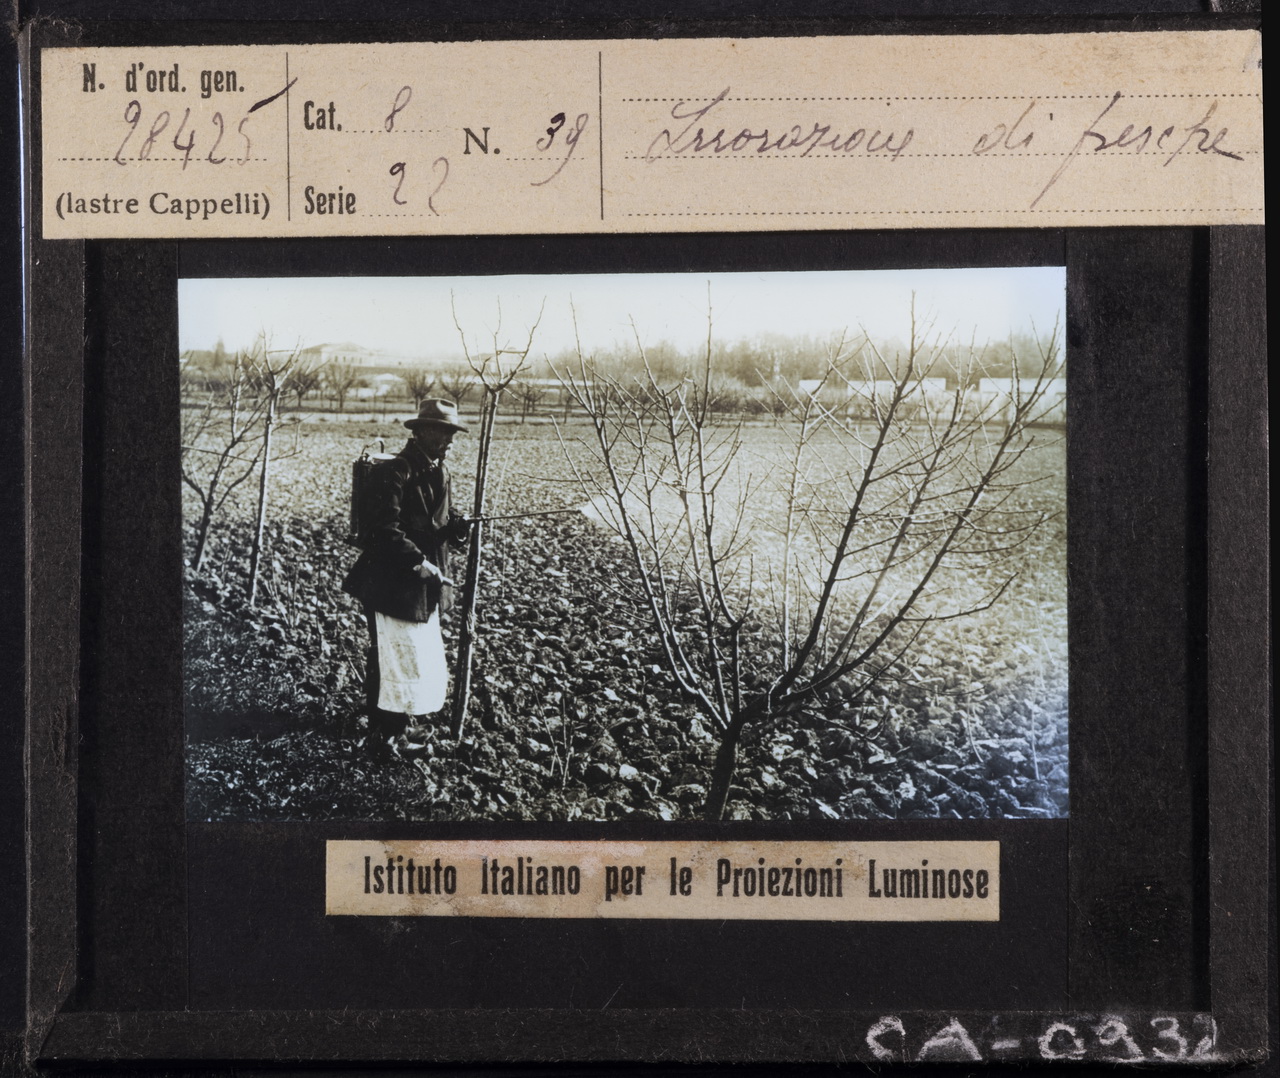 N. d'ord. gen.
28425
(lastre Cappelli)
Cat. 8
Serie 22
N. 39
Irrorazione di pesche
Istituto Italiano per le Proiezioni Luminose
CA-0932